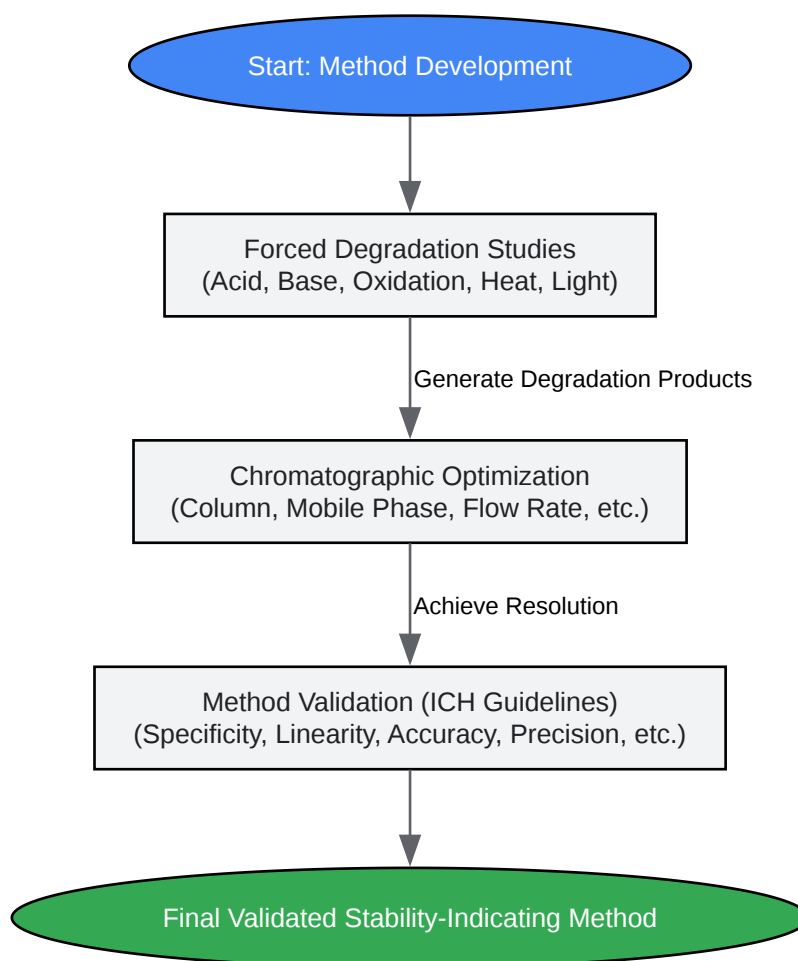 Start: Method Development
Forced Degradation Studies
(Acid, Base, Oxidation, Heat, Light)
Generate Degradation Products
Chromatographic Optimization
(Column, Mobile Phase, Flow Rate, etc.)
Achieve Resolution
Method Validation (ICH Guidelines)
(Specificity, Linearity, Accuracy, Precision, etc.)
Final Validated Stability-Indicating Method